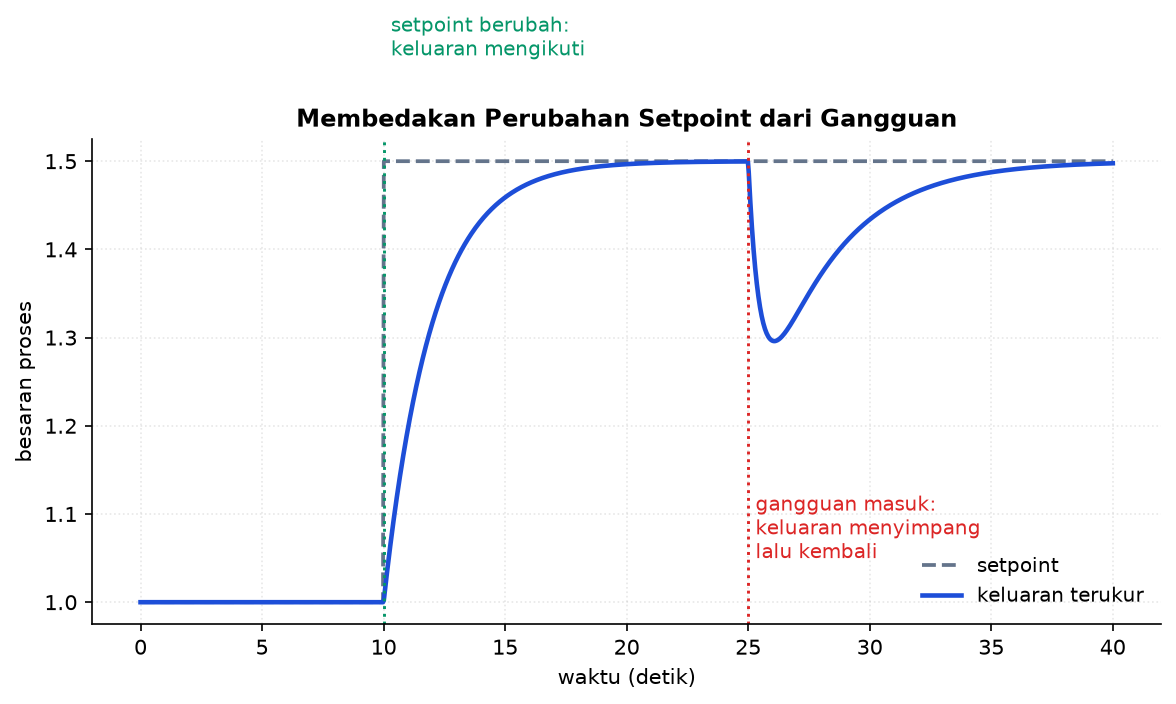 setpoint berubah:
keluaran mengikuti
Membedakan Perubahan Setpoint dari Gangguan
besaran proses
1.5
1.4
1.3
1.2
1.1
1.0
gangguan masuk:
keluaran menyimpang
lalu kembali
setpoint
keluaran terukur
0 5 10 15 20 25 30 35 40
waktu (detik)